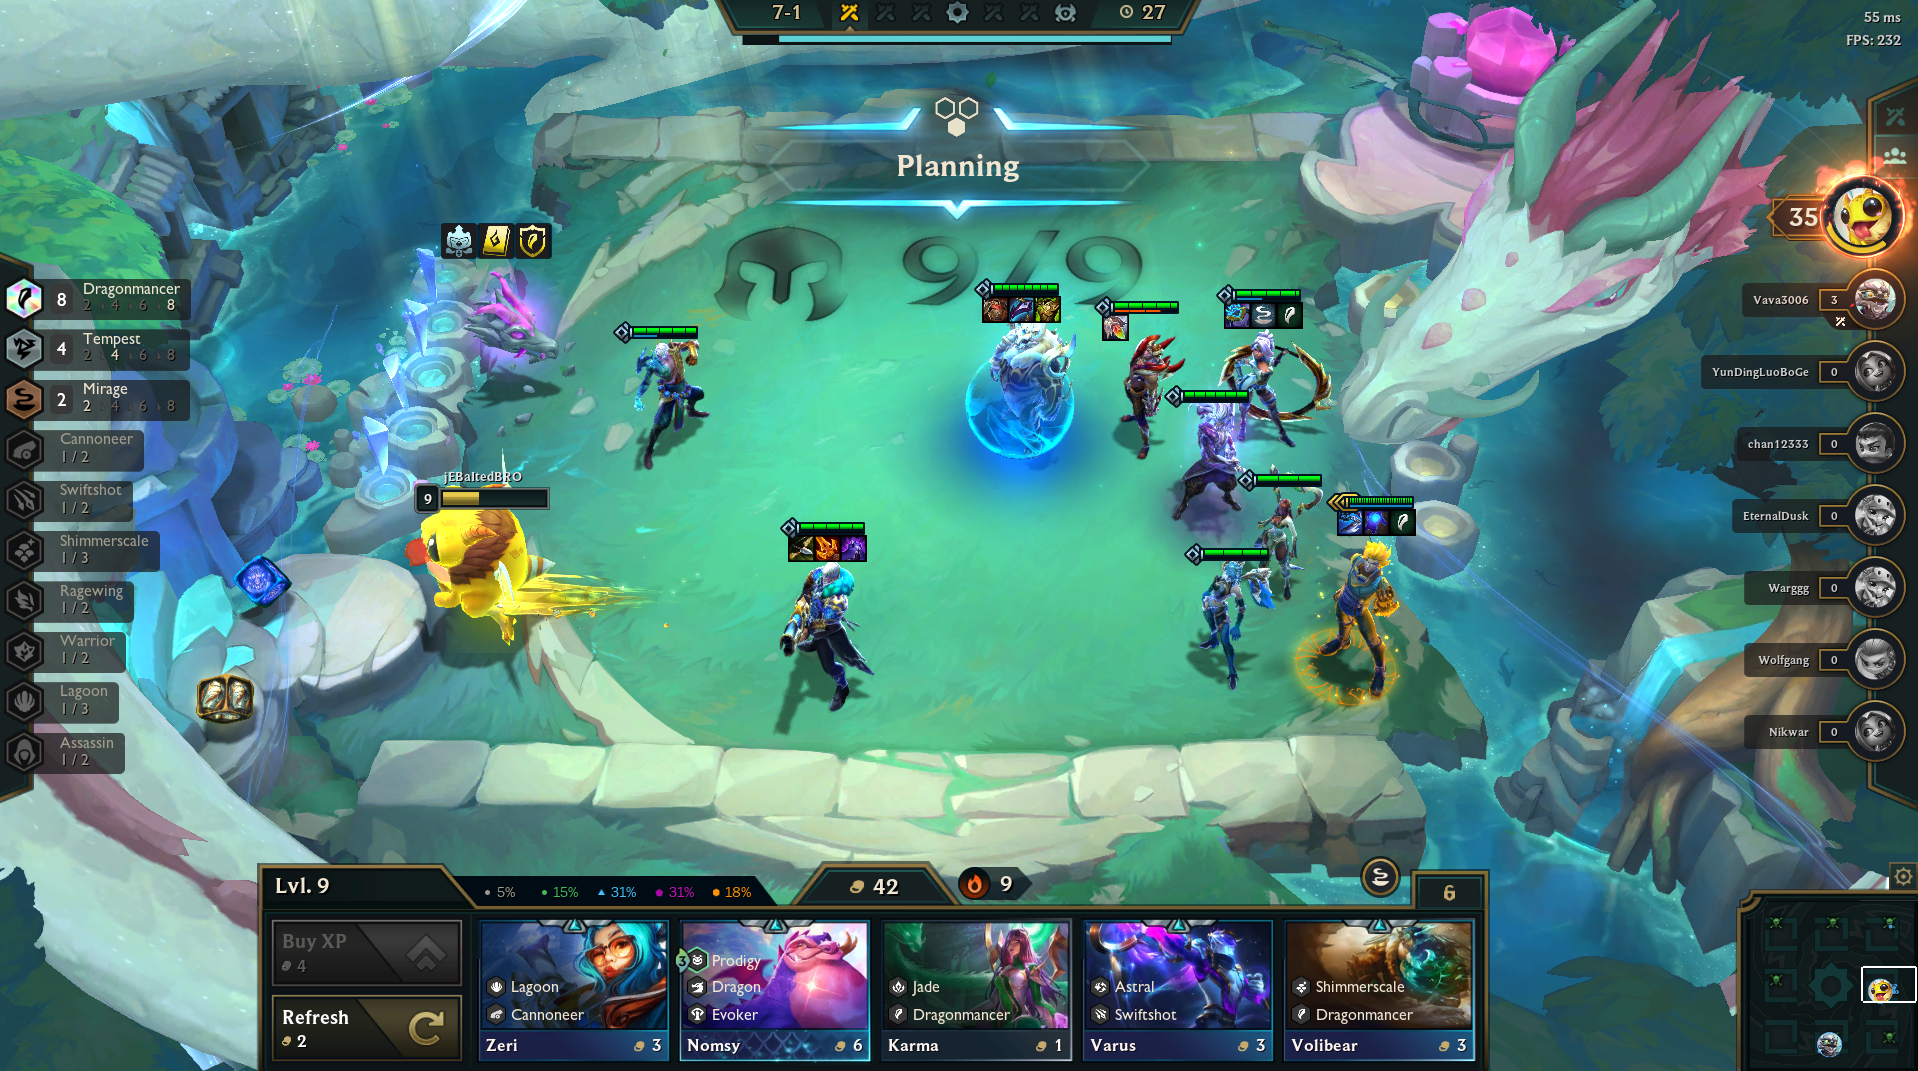 7-1
27
55 ms
FPS: 232
Planning
9/9
35
8 Dragonmancer
2 4 6 8
4 Tempest
2 4 6 8
2 Mirage
2 4 6 8
Cannoneer
1 / 2
Swiftshot
1 / 2
Shimmerscale
1 / 3
Ragewing
1 / 2
Warrior
1 / 2
Lagoon
1 / 3
Assassin
1 / 2
Vava3006 3
YunDingLuoBoGe 0
chan12333 0
EternalDusk 0
Warggg 0
Wolfgang 0
Nikwar 0
jEBaItedBRO
9
Lvl. 9
5% 15% 31% 31% 18%
42
9
6
Buy XP
4
Refresh
2
Lagoon
Cannoneer
Zeri 3
3 Prodigy
Dragon
Evoker
Nomsy 6
Jade
Dragonmancer
Karma 1
Astral
Swiftshot
Varus 3
Shimmerscale
Dragonmancer
Volibear 3